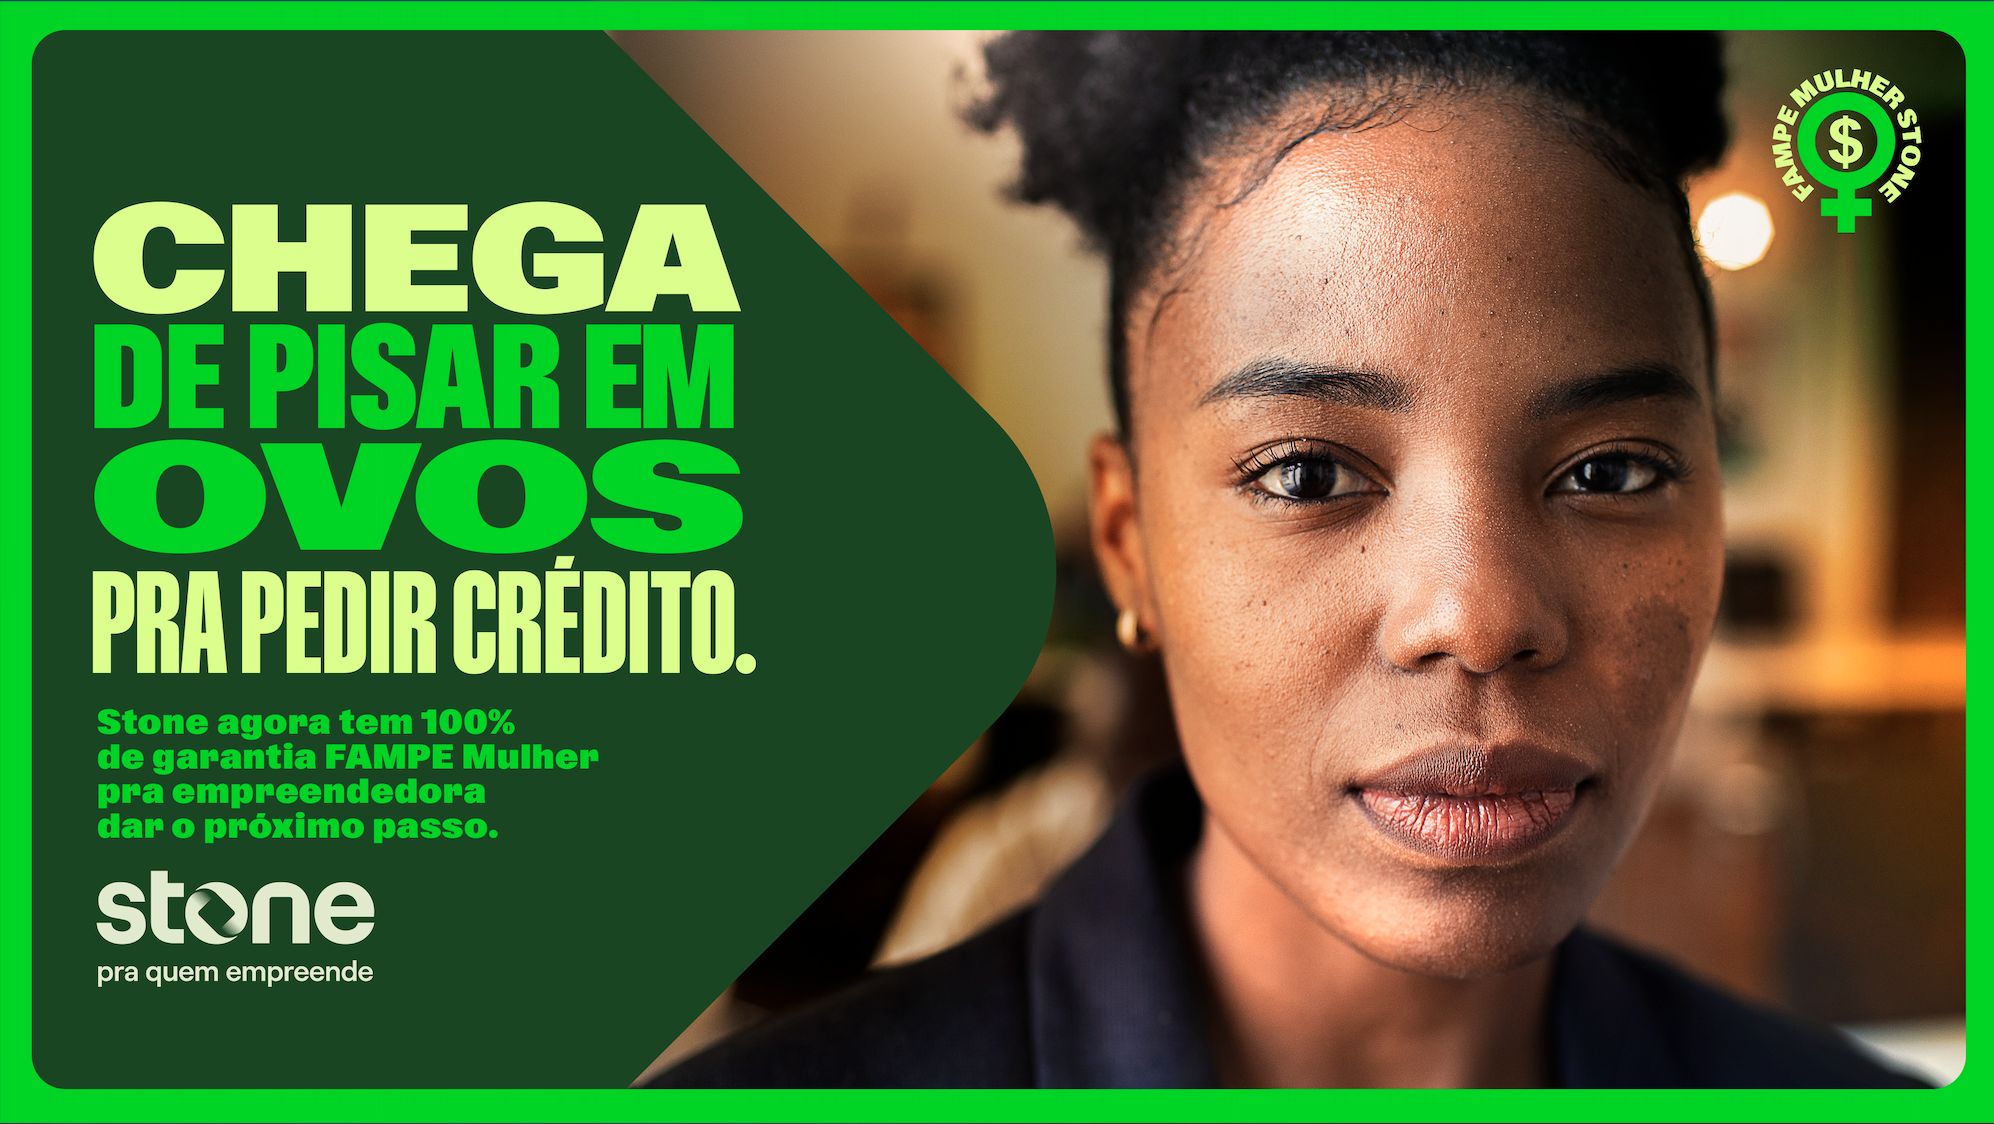 CHEGA
DE PISAR EM
OVOS
PRA PEDIR CRÉDITO.
Stone agora tem 100%
de garantia FAMPE Mulher
pra empreendedora
dar o próximo passo.
stone
pra quem empreende
FAMPE MULHER STONE
$